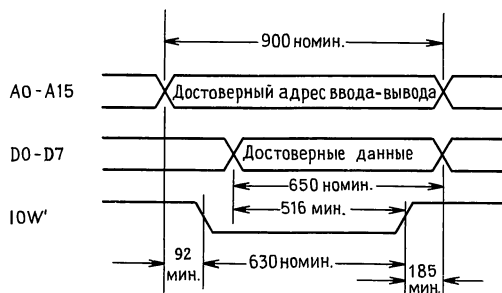 900 номин.
A0-A15
Достоверный адрес ввода-вывода
D0-D7
Достоверные данные
650 номин.
516 мин.
IOW'
92 мин.
630 номин.
185 мин.